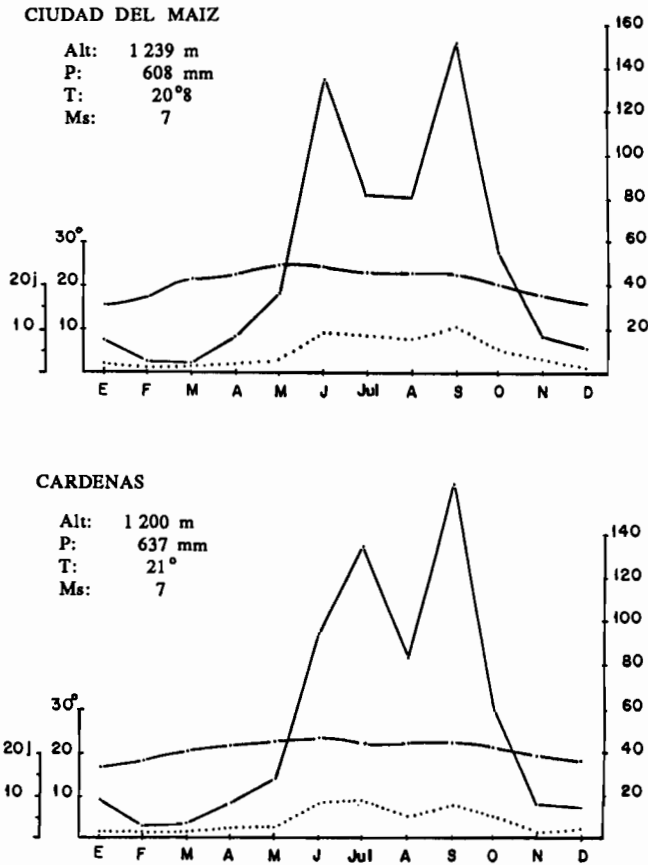 CIUDAD DEL MAIZ
Alt: 1 239 m
P: 608 mm
T: 20°8
Ms: 7
160
140
120
100
80
60
40
20
30°
20
10
20 j
10
E F M A M J Jul A S O N D
CARDENAS
Alt: 1 200 m
P: 637 mm
T: 21°
Ms: 7
140
120
100
80
60
40
20
30°
20
10
20 j
10
E F M A M J Jul A S O N D